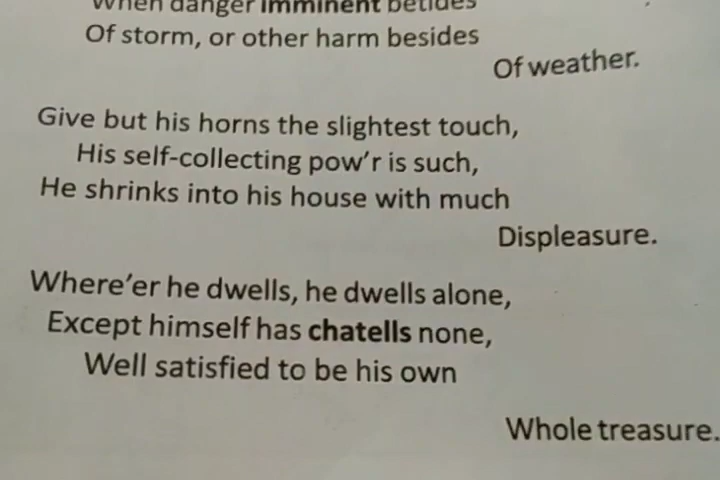 When danger imminent betides
Of storm, or other harm besides
Of weather.
Give but his horns the slightest touch,
His self-collecting pow'r is such,
He shrinks into his house with much
Displeasure.
Where'er he dwells, he dwells alone,
Except himself has chatells none,
Well satisfied to be his own
Whole treasure.